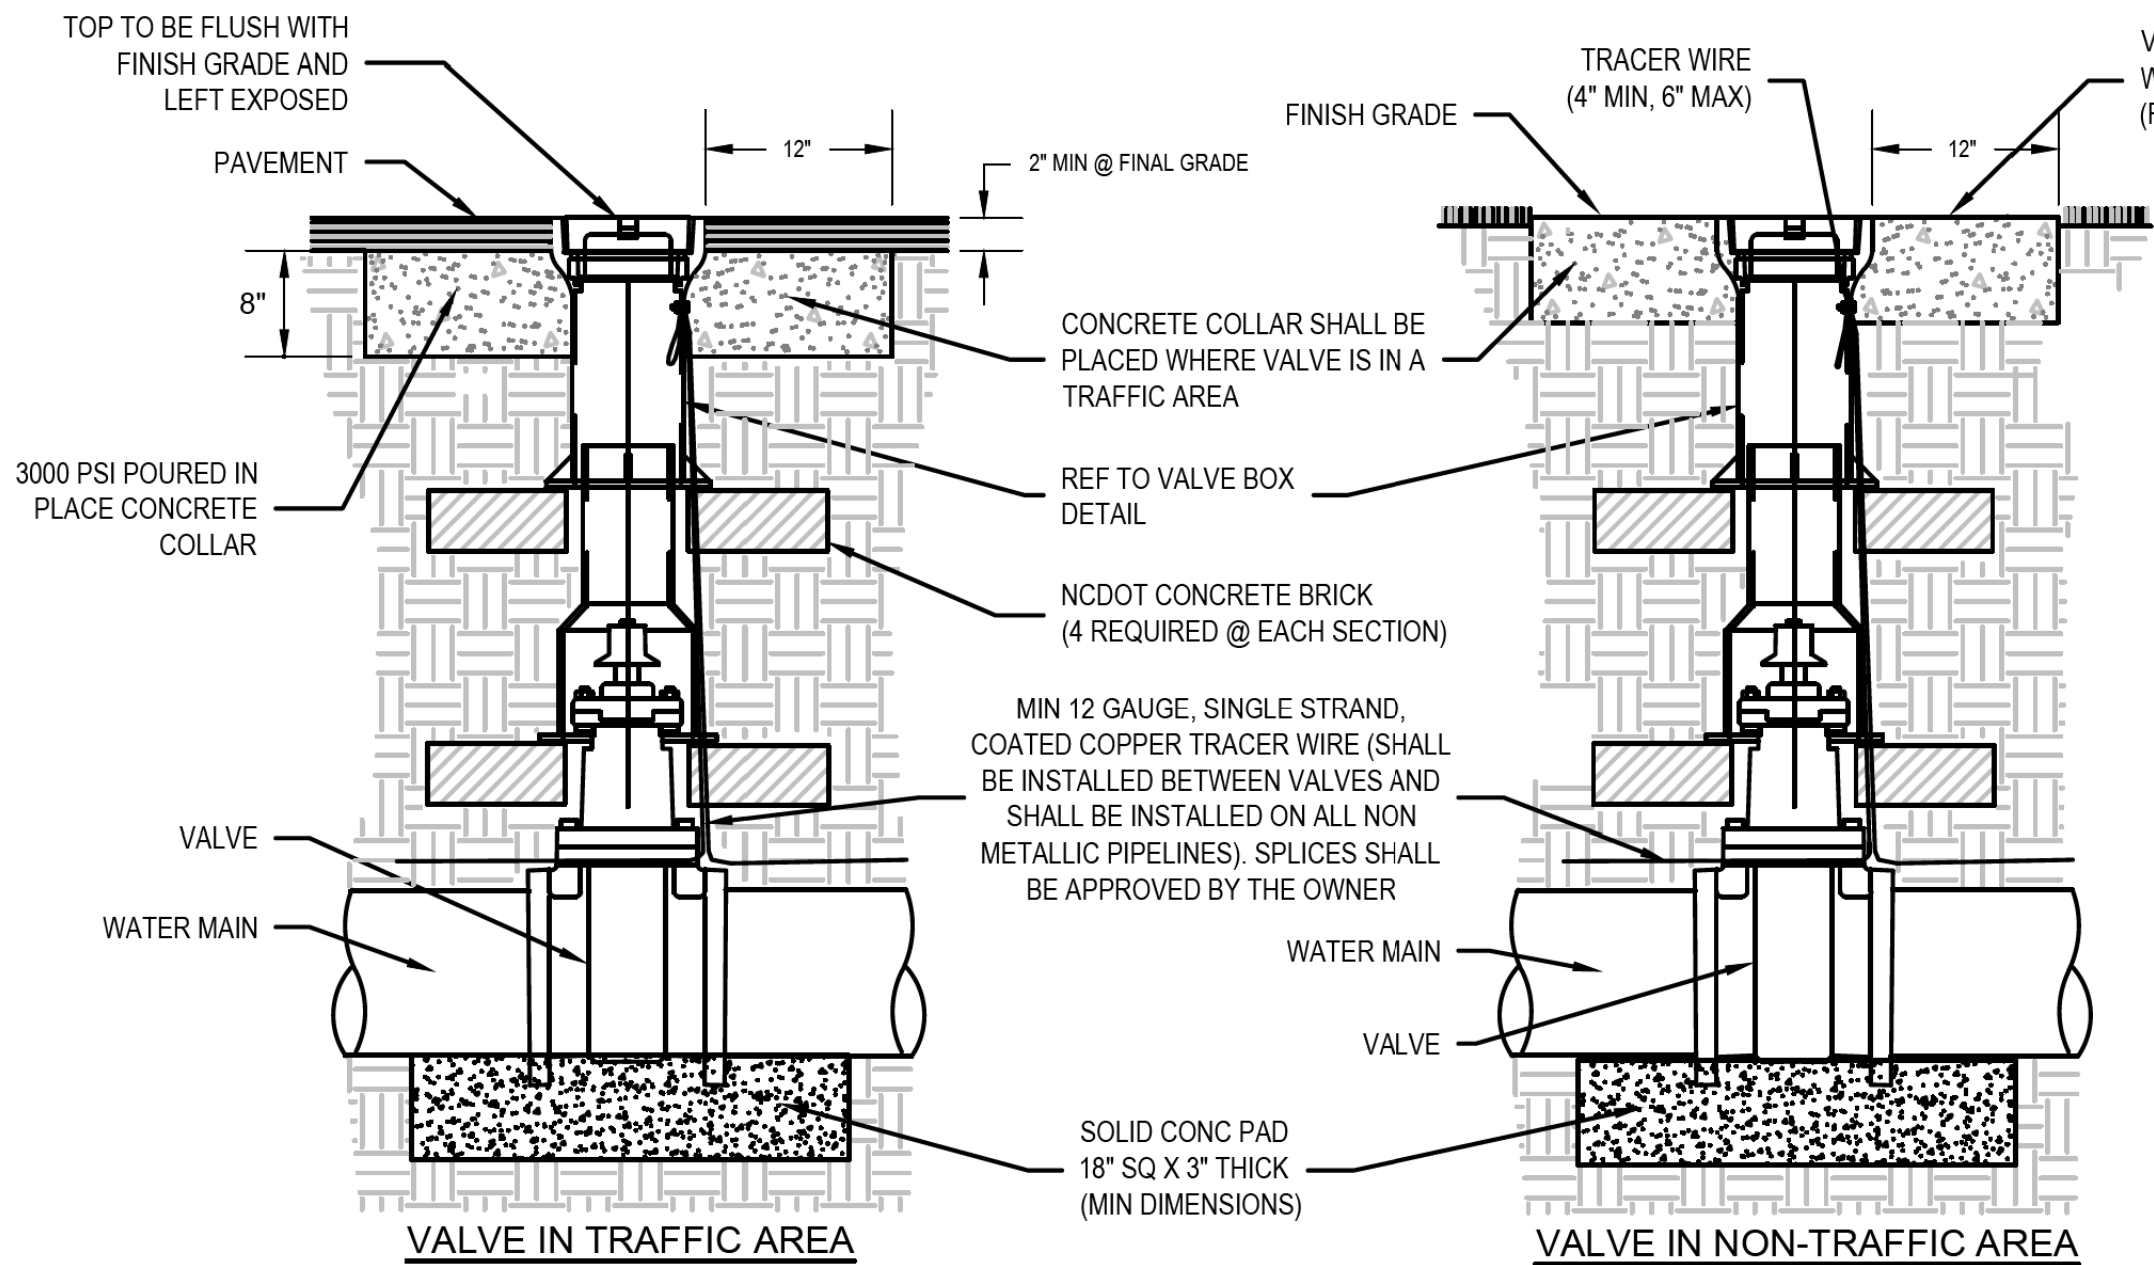 TOP TO BE FLUSH WITH
FINISH GRADE AND
LEFT EXPOSED
PAVEMENT
12"
2" MIN @ FINAL GRADE
8"
3000 PSI POURED IN
PLACE CONCRETE
COLLAR
VALVE
WATER MAIN
FINISH GRADE
TRACER WIRE
(4" MIN, 6" MAX)
12"
CONCRETE COLLAR SHALL BE
PLACED WHERE VALVE IS IN A
TRAFFIC AREA
REF TO VALVE BOX
DETAIL
NCDOT CONCRETE BRICK
(4 REQUIRED @ EACH SECTION)
MIN 12 GAUGE, SINGLE STRAND,
COATED COPPER TRACER WIRE (SHALL
BE INSTALLED BETWEEN VALVES AND
SHALL BE INSTALLED ON ALL NON
METALLIC PIPELINES). SPLICES SHALL
BE APPROVED BY THE OWNER
WATER MAIN
VALVE
SOLID CONC PAD
18" SQ X 3" THICK
(MIN DIMENSIONS)
VALVE IN TRAFFIC AREA
VALVE IN NON-TRAFFIC AREA